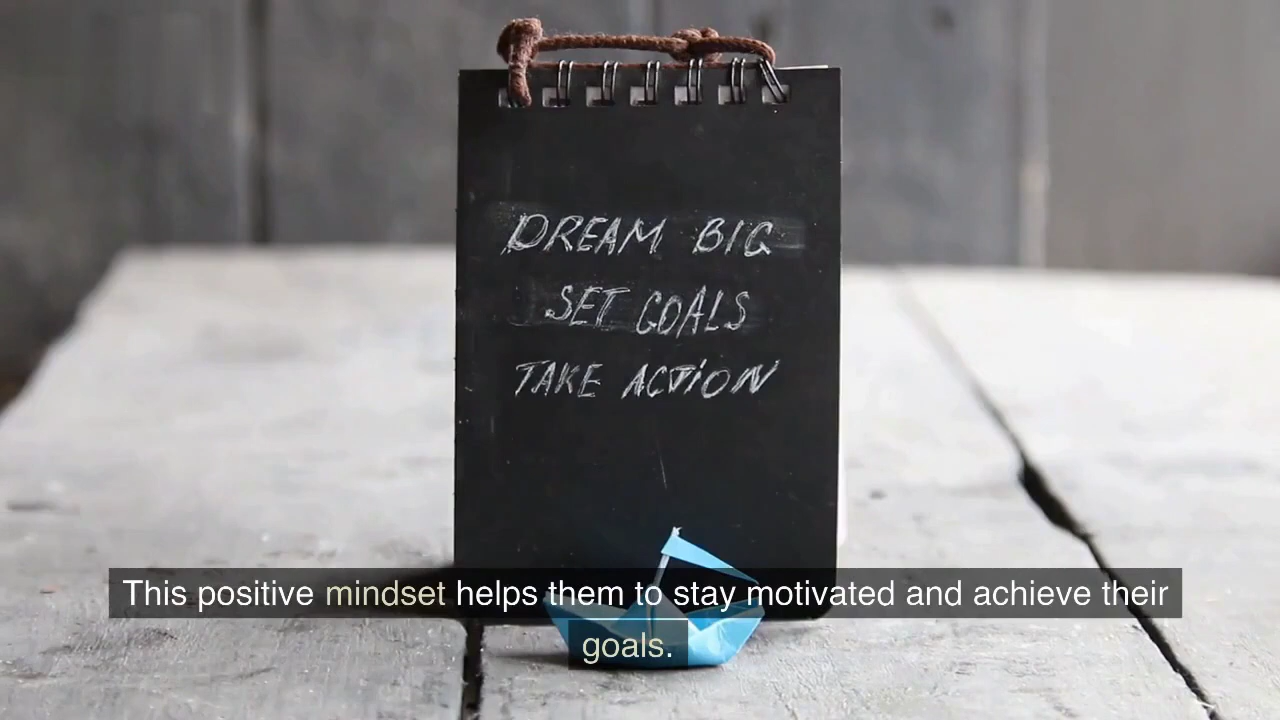 DREAM BIG
SET GOALS
TAKE ACTION
This positive mindset helps them to stay motivated and achieve their
goals.